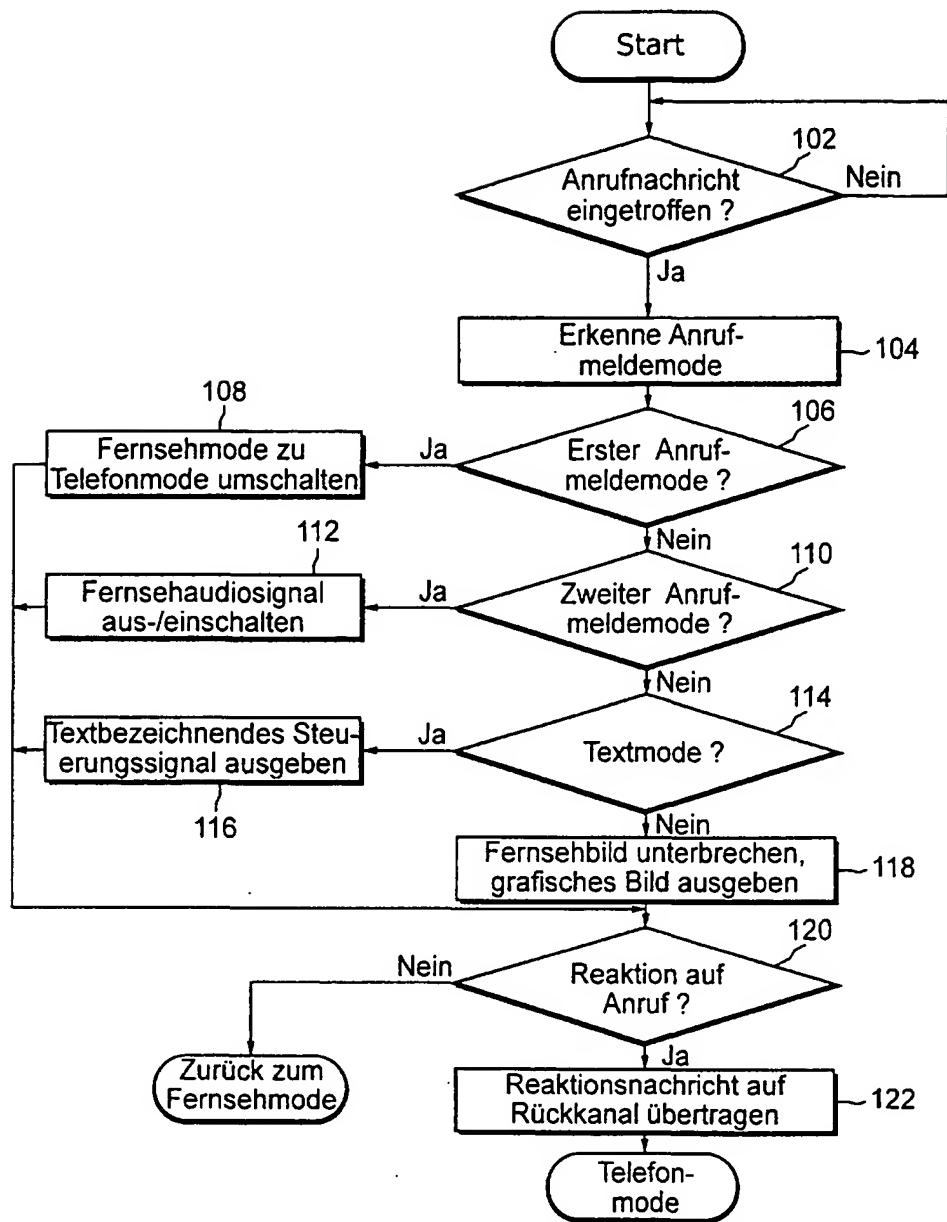 Start
102
Anrufnachricht
eingetroffen ?
Nein
Ja
Erkenne Anruf-
meldemode
104
108
106
Fernsehmode zu
Telefonmode umschalten
Ja
Erster Anruf-
meldemode ?
Nein
112
110
Fernsehaudiosignal
aus-/einschalten
Ja
Zweiter Anruf-
meldemode ?
Nein
114
Textbezeichnendes Steu-
erungssignal ausgeben
Ja
Textmode ?
116
Nein
Fernsehbild unterbrechen,
grafisches Bild ausgeben
118
120
Nein
Reaktion auf
Anruf ?
Ja
Zurück zum
Fernsehmode
Reaktionsnachricht auf
Rückkanal übertragen
122
Telefon-
mode